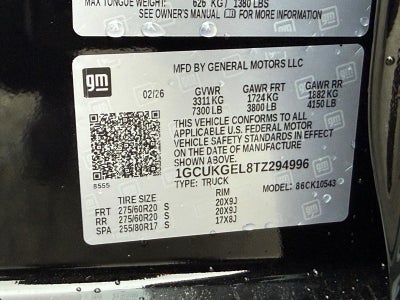 MAX TONGUE WEIGHT: 626 KG / 1380 LBS
SEE OWNER'S MANUAL FOR MORE INFORMATION
gm
MFD BY GENERAL MOTORS LLC
02/26 GVWR GAWR FRT GAWR RR
3311 KG 1724 KG 1882 KG
7300 LB 3800 LB 4150 LB
THIS VEHICLE CONFORMS TO ALL
APPLICABLE U.S. FEDERAL MOTOR
VEHICLE SAFETY STANDARDS IN EFFECT
ON THE DATE OF MANUFACTURE
SHOWN ABOVE.
1GCUKGEL8TZ294996
8555 TYPE: TRUCK MODEL: 86CK10543
TIRE SIZE RIM
FRT 275/60R20 S 20X9J
RR 275/60R20 S 20X9J
SPA 255/80R17 S 17X8J